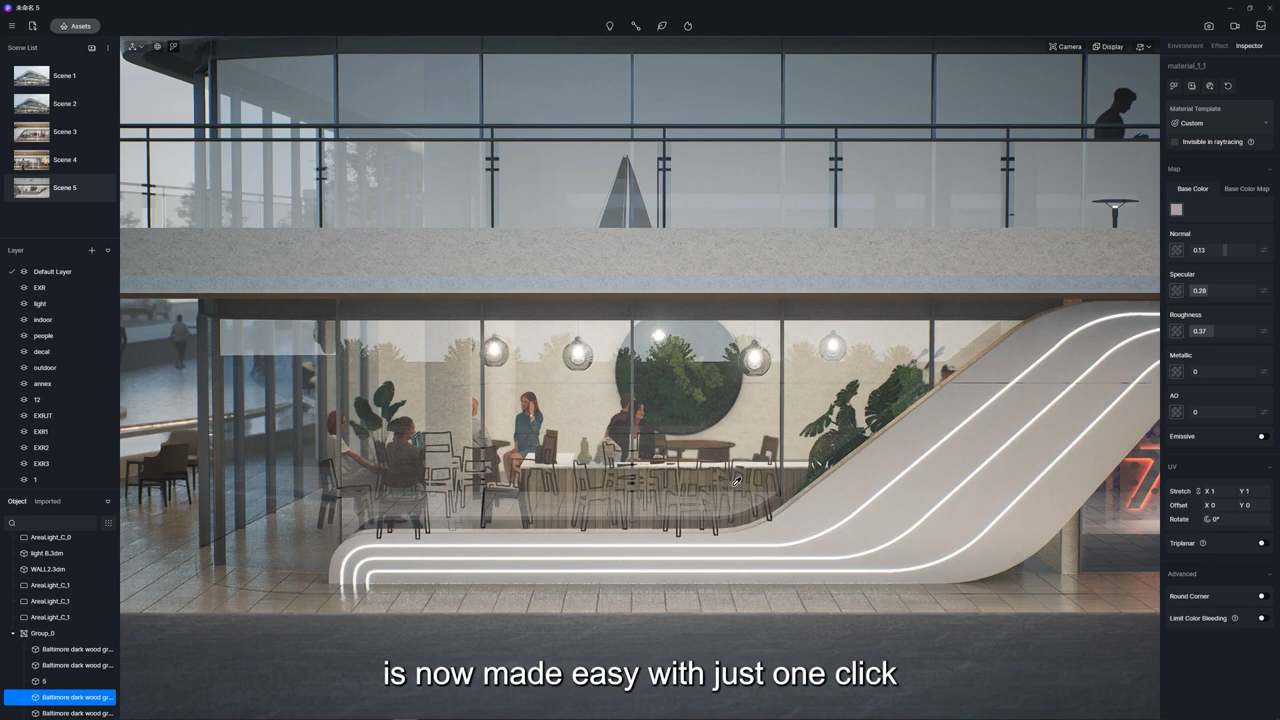 未命名 5
Assets
Scene List
Scene 1
Scene 2
Scene 3
Scene 4
Scene 5
Layer
Default Layer
EXR
light
indoor
people
decal
outdoor
annex
12
EXRJT
EXR1
EXR2
EXR3
1
Object Imported
AreaLight_C_0
light B.3dm
WALL2.3dm
AreaLight_C_1
AreaLight_C_1
AreaLight_C_1
Group_0
Baltimore dark wood gr...
Baltimore dark wood gr...
5
Baltimore dark wood gr...
Baltimore dark wood gr...
Camera Display
is now made easy with just one click
Environment Effect Inspector
material_1_1
Material Template
Custom
Invisible in raytracing
Map
Base Color Base Color Map
Normal
0.13
Specular
0.28
Roughness
0.37
Metallic
0
AO
0
Emissive
UV
Stretch X 1 Y 1
Offset X 0 Y 0
Rotate 0°
Triplanar
Advanced
Round Corner
Limit Color Bleeding